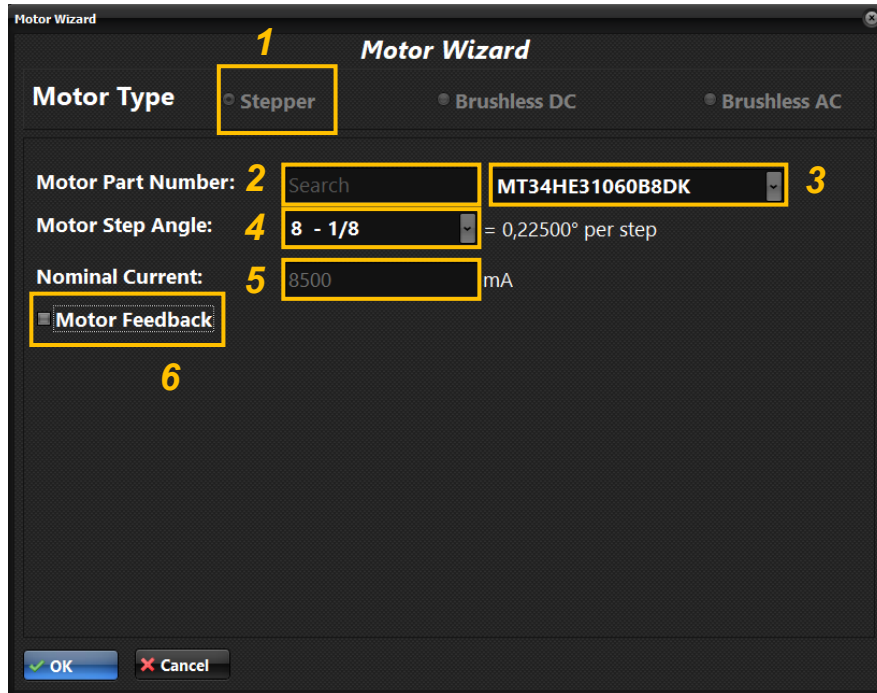 Motor Wizard
1
Motor Wizard
Motor Type Stepper Brushless DC Brushless AC
Motor Part Number: 2 Search MT34HE31060B8DK 3
Motor Step Angle: 4 8 - 1/8 = 0,22500° per step
Nominal Current: 5 8500 mA
Motor Feedback
6
OK Cancel